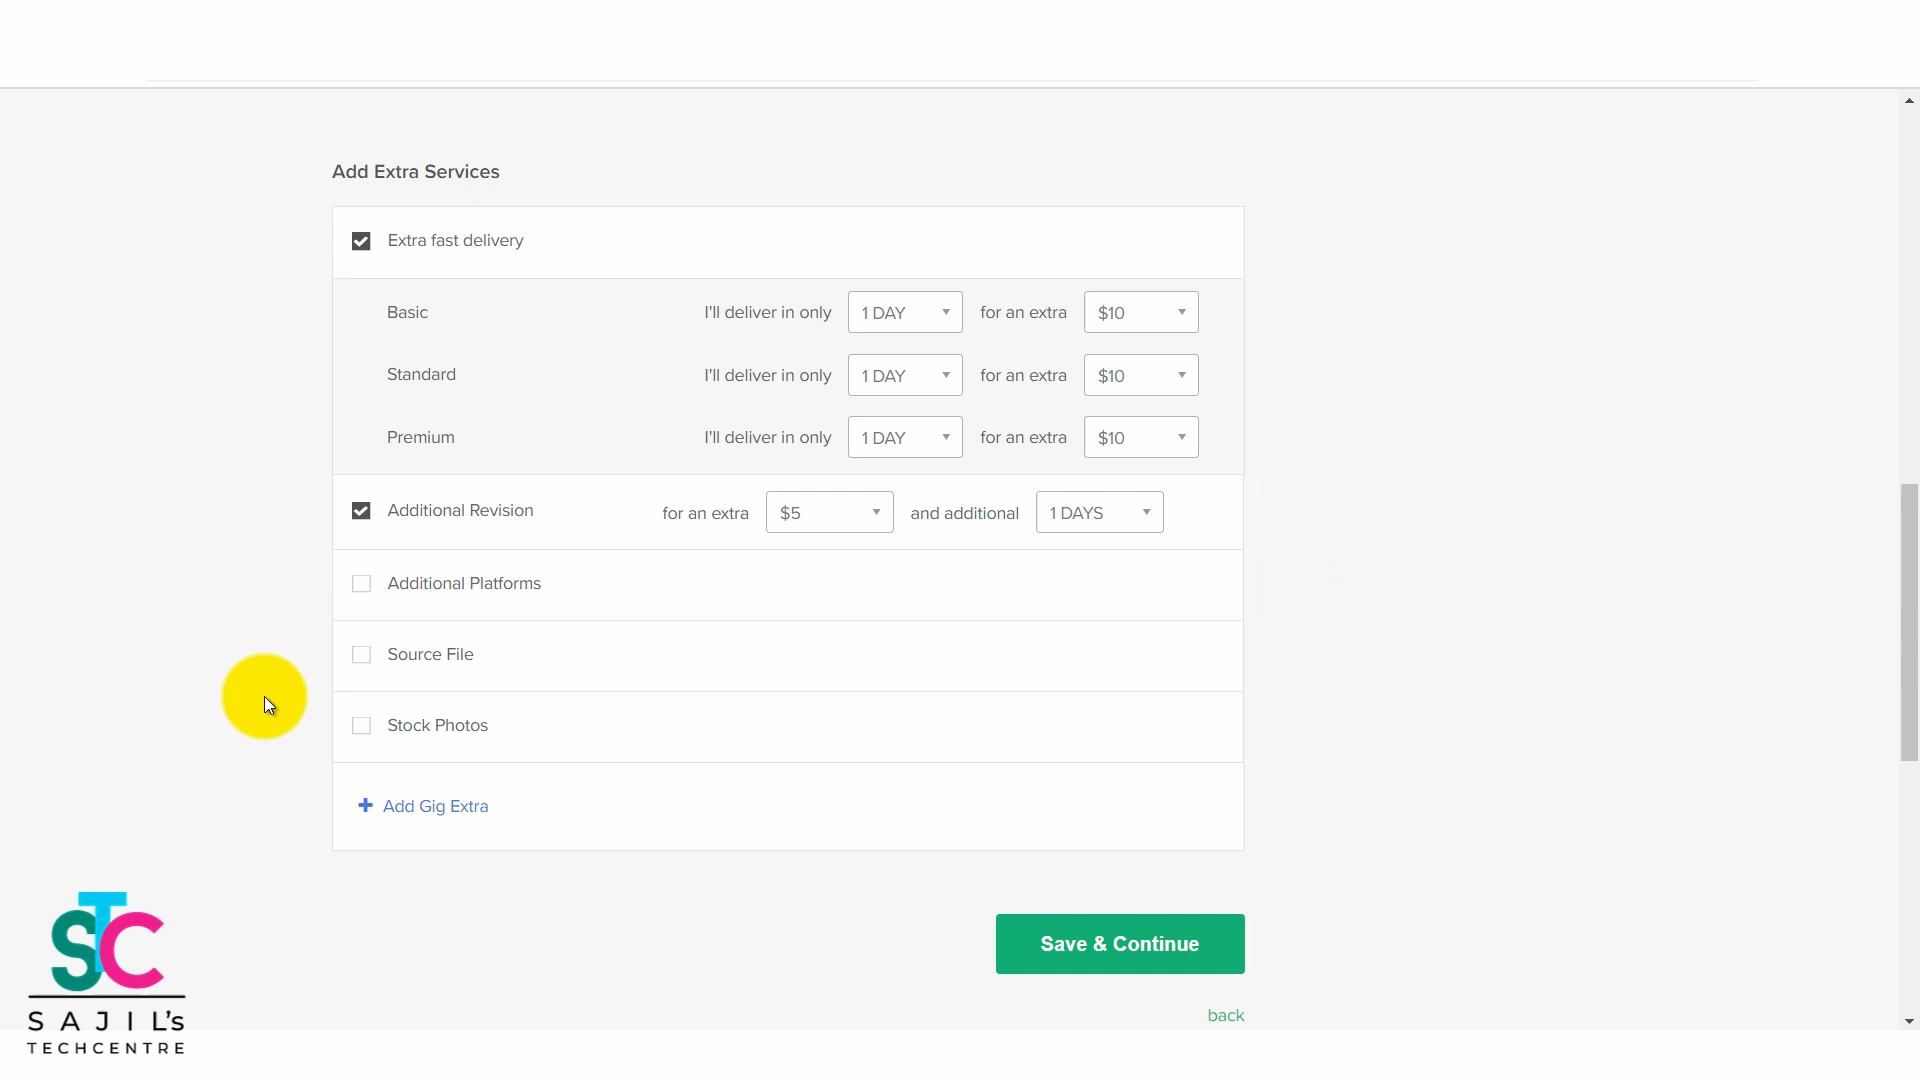 Add Extra Services
Extra fast delivery
Basic I'll deliver in only 1 DAY for an extra $10
Standard I'll deliver in only 1 DAY for an extra $10
Premium I'll deliver in only 1 DAY for an extra $10
Additional Revision for an extra $5 and additional 1 DAYS
Additional Platforms
Source File
Stock Photos
+ Add Gig Extra
Save & Continue
back
STC
SAJIL's
TECHCENTRE